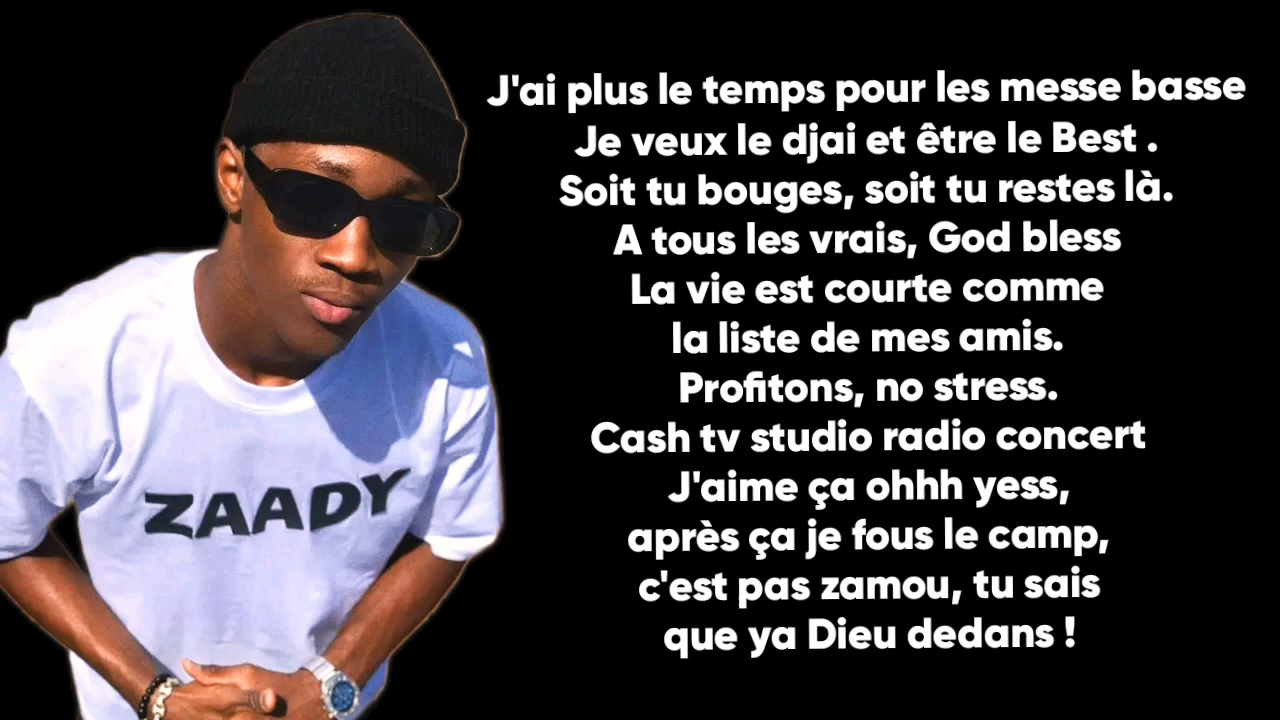 J'ai plus le temps pour les messe basse
Je veux le djai et être le Best .
Soit tu bouges, soit tu restes là.
A tous les vrais, God bless
La vie est courte comme
la liste de mes amis.
Profitons, no stress.
Cash tv studio radio concert
J'aime ça ohhh yess,
après ça je fous le camp,
c'est pas zamou, tu sais
que ya Dieu dedans !
ZAADY